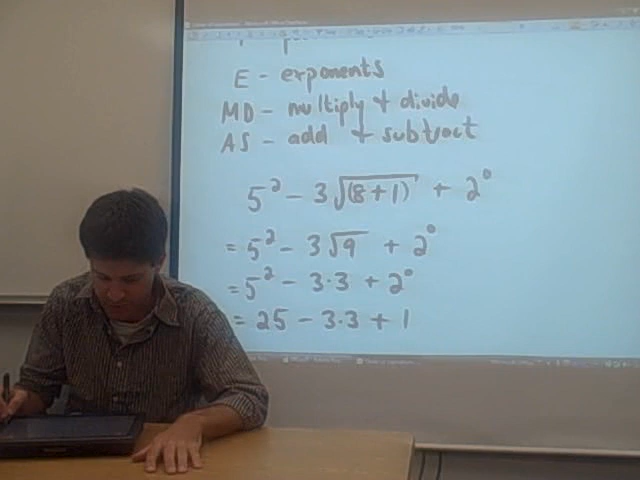 E - exponents
MD - multiply + divide
AS - add + subtract
5² - 3√(8+1) + 2⁰
= 5² - 3√9 + 2⁰
= 5² - 3·3 + 2⁰
= 25 - 3·3 + 1